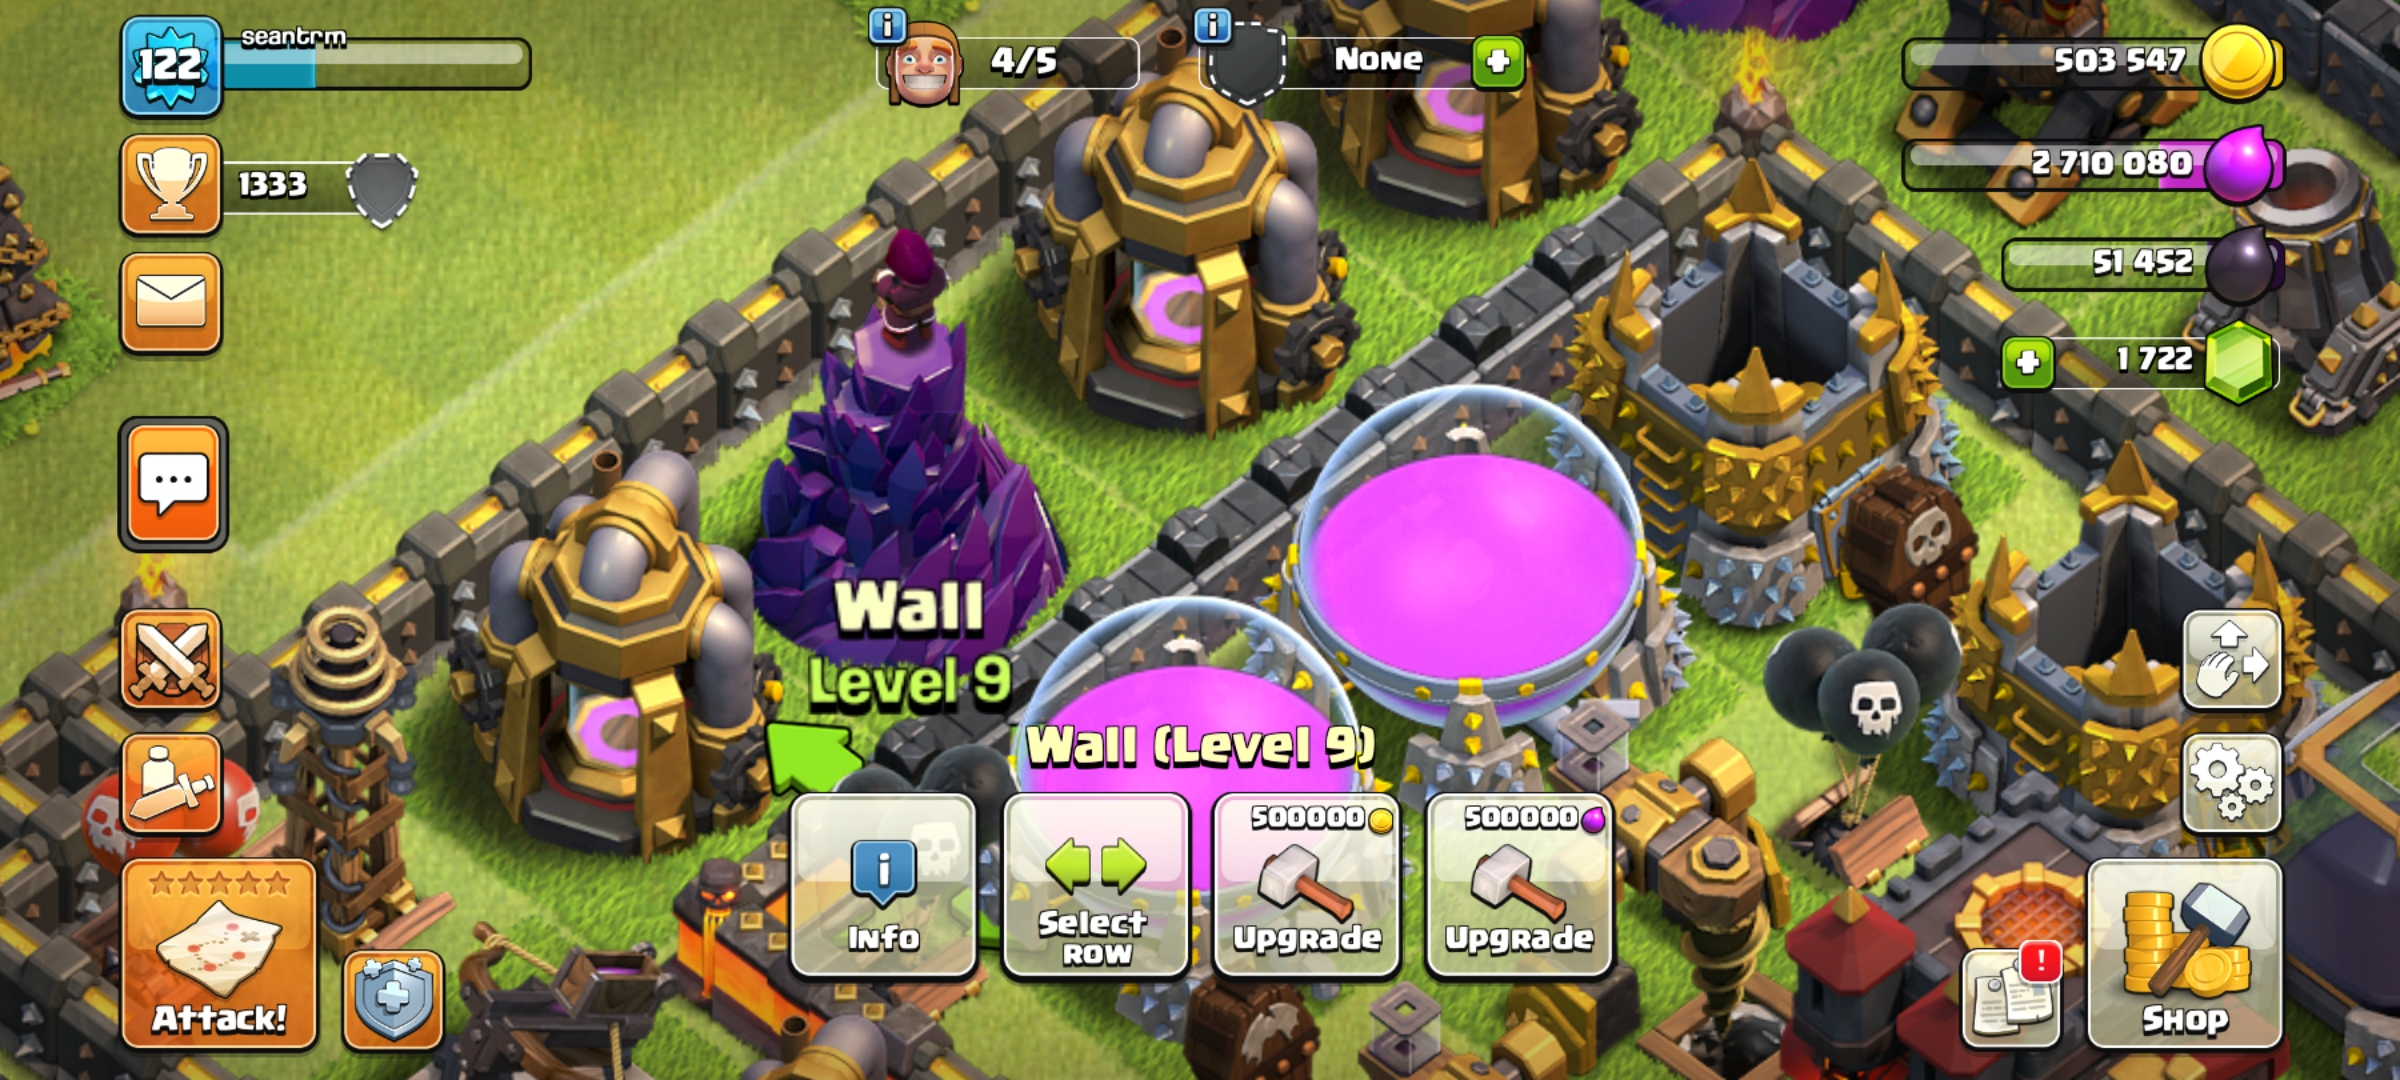 122
seantrm
4/5
None
503 547
1333
2 710 080
51 452
1 722
Wall
Level 9
Wall (Level 9)
Info
Select
Row
500000
Upgrade
500000
Upgrade
Attack!
!
Shop